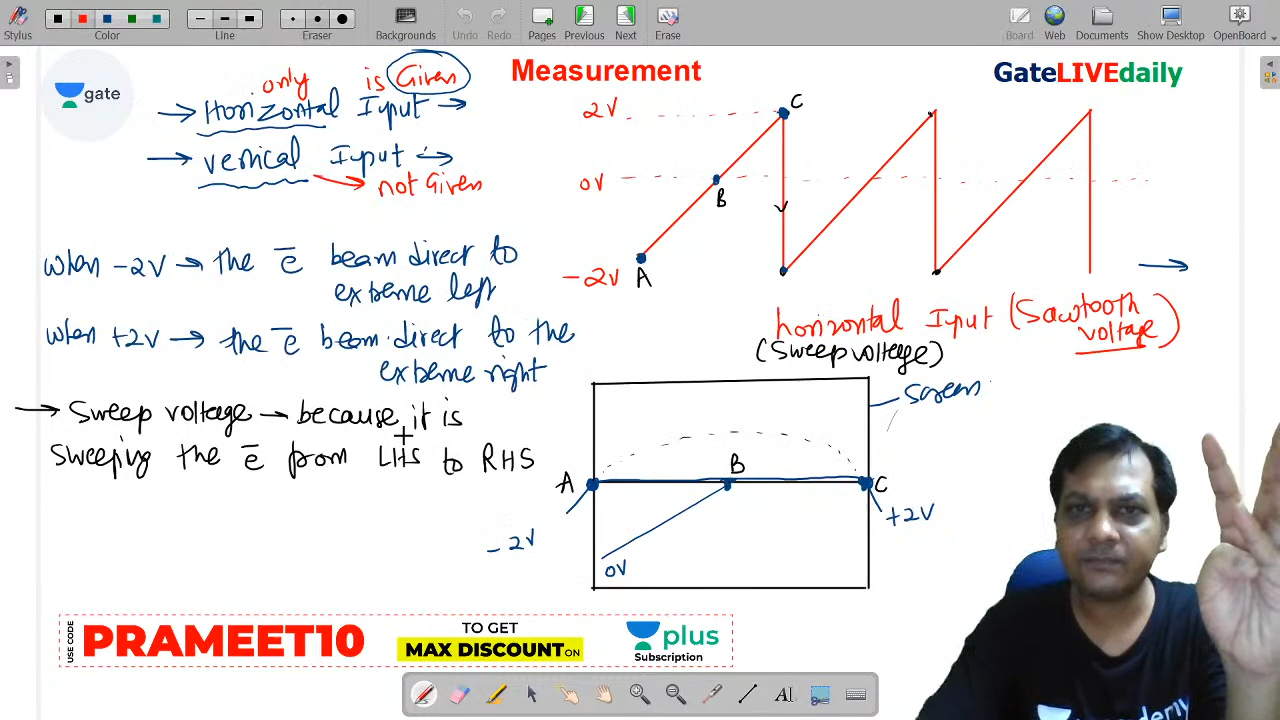 Stylus
Color
Line
Eraser
Backgrounds
Undo
Redo
Pages
Previous
Next
Erase
Board
Web
Documents
Show Desktop
OpenBoard
gate
Measurement
GateLIVEdaily
only is Given
→ Horizontal Input →
→ vertical Input →
→ not Given
2V
C
0V
B
-2V
A
horizontal Input (Sawtooth voltage)
(Sweep voltage)
when -2V → the e̅ beam direct to
extreme left
when +2V → the e̅ beam direct to the
extreme right
→ Sweep voltage → because it is
Sweeping the e̅ from LHS to RHS
Screen
A
B
C
-2V
0V
+2V
USE CODE
PRAMEET10
TO GET
MAX DISCOUNT ON
plus
Subscription